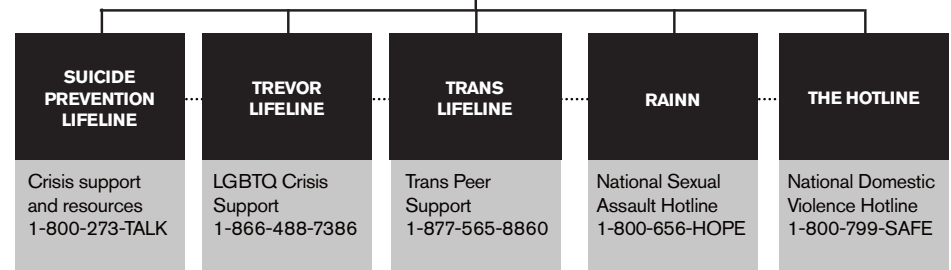 SUICIDE
PREVENTION
LIFELINE
Crisis support
and resources
1-800-273-TALK
TREVOR
LIFELINE
LGBTQ Crisis
Support
1-866-488-7386
TRANS
LIFELINE
Trans Peer
Support
1-877-565-8860
RAINN
National Sexual
Assault Hotline
1-800-656-HOPE
THE HOTLINE
National Domestic
Violence Hotline
1-800-799-SAFE